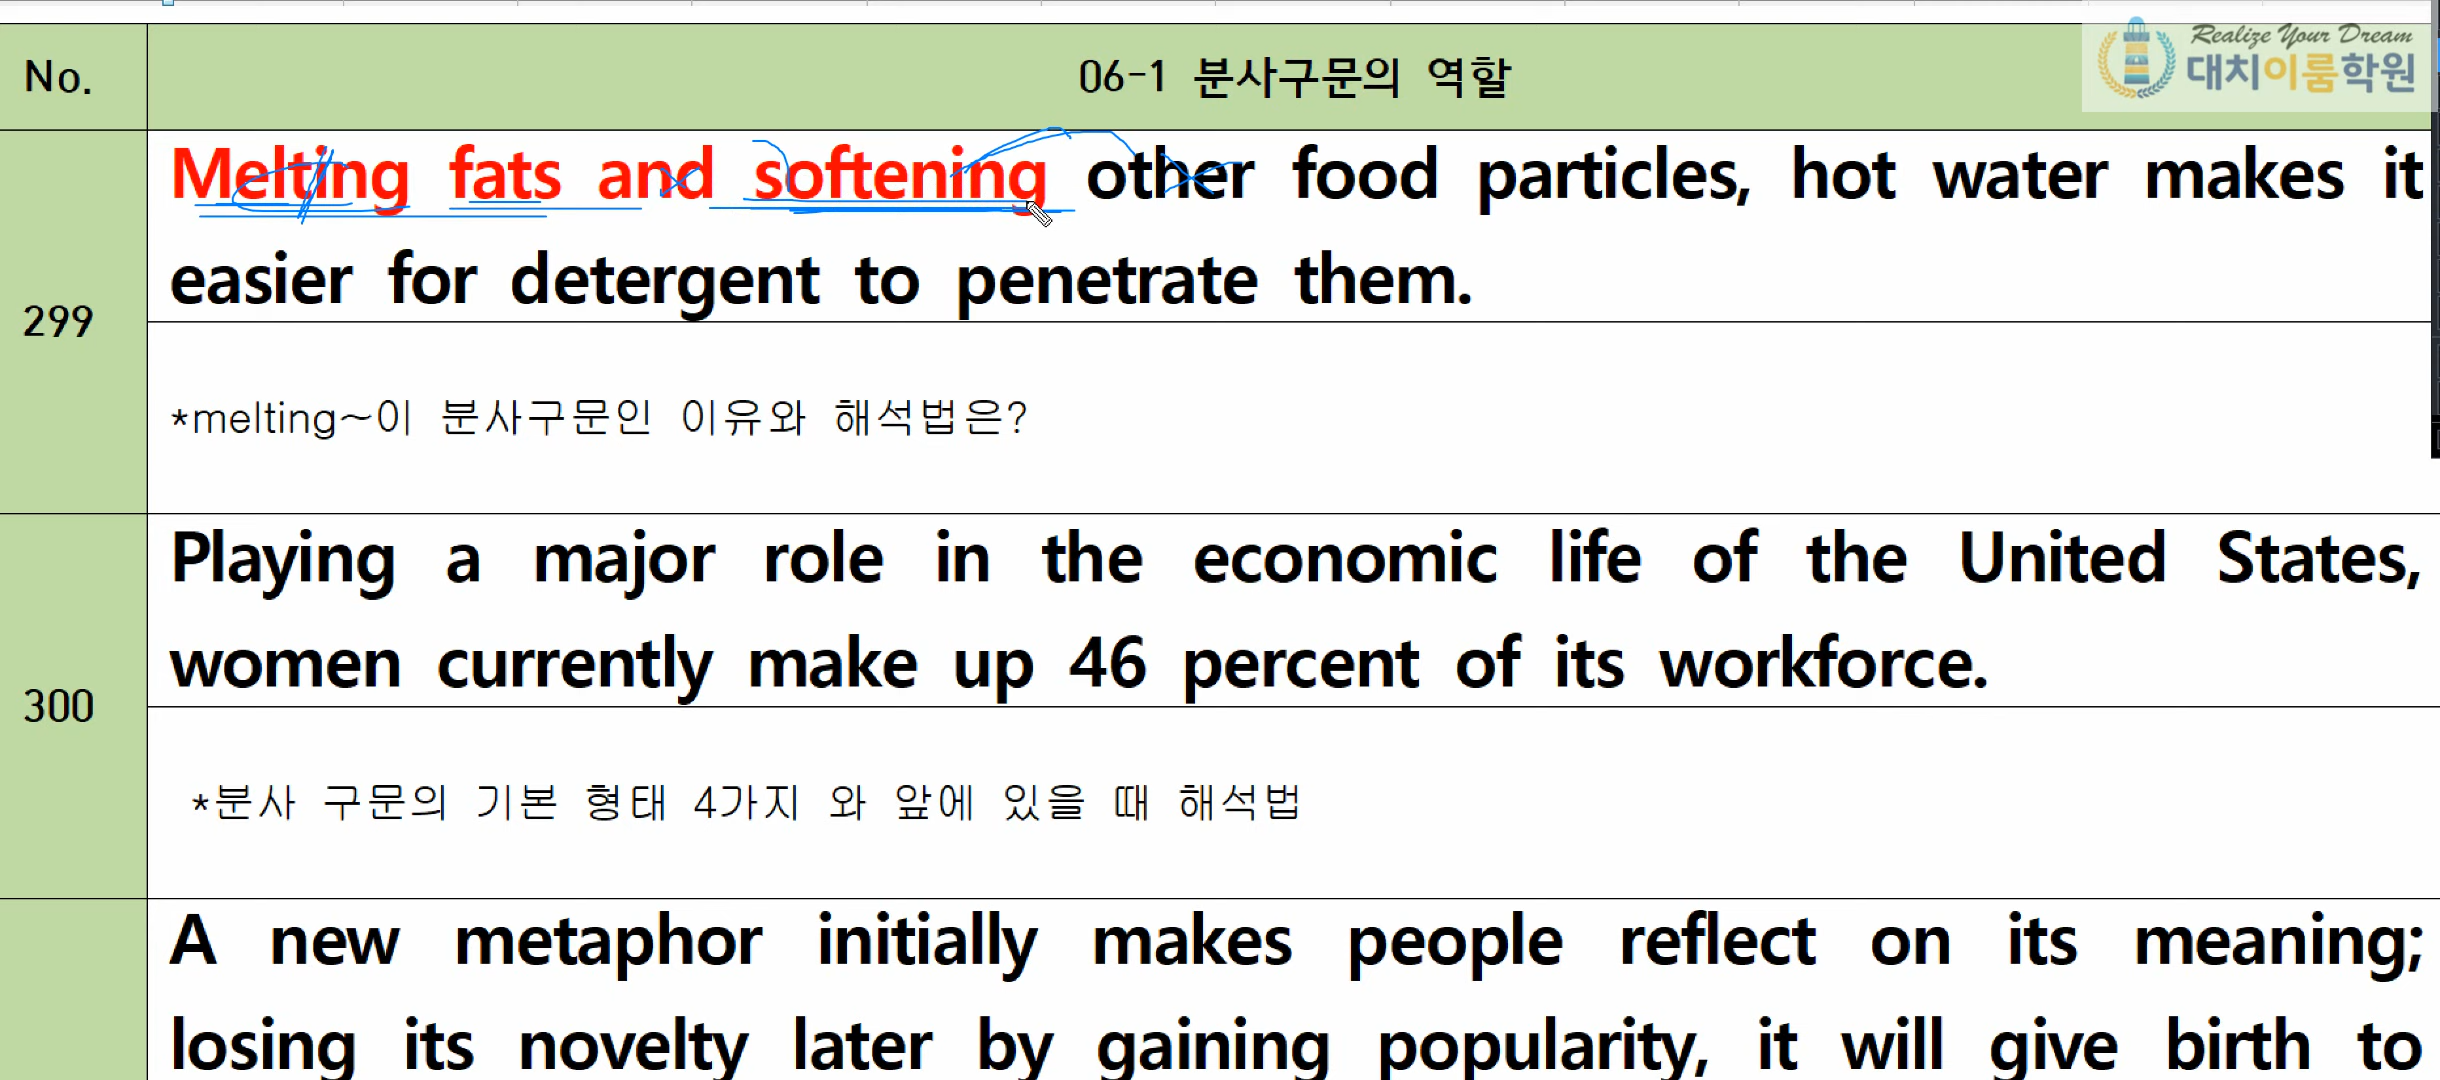 Realize Your Dream
대치이룸학원
No.
06-1 분사구문의 역할
299
Melting fats and softening other food particles, hot water makes it
easier for detergent to penetrate them.
*melting~이 분사구문인 이유와 해석법은?
300
Playing a major role in the economic life of the United States,
women currently make up 46 percent of its workforce.
*분사 구문의 기본 형태 4가지 와 앞에 있을 때 해석법
A new metaphor initially makes people reflect on its meaning;
losing its novelty later by gaining popularity, it will give birth to